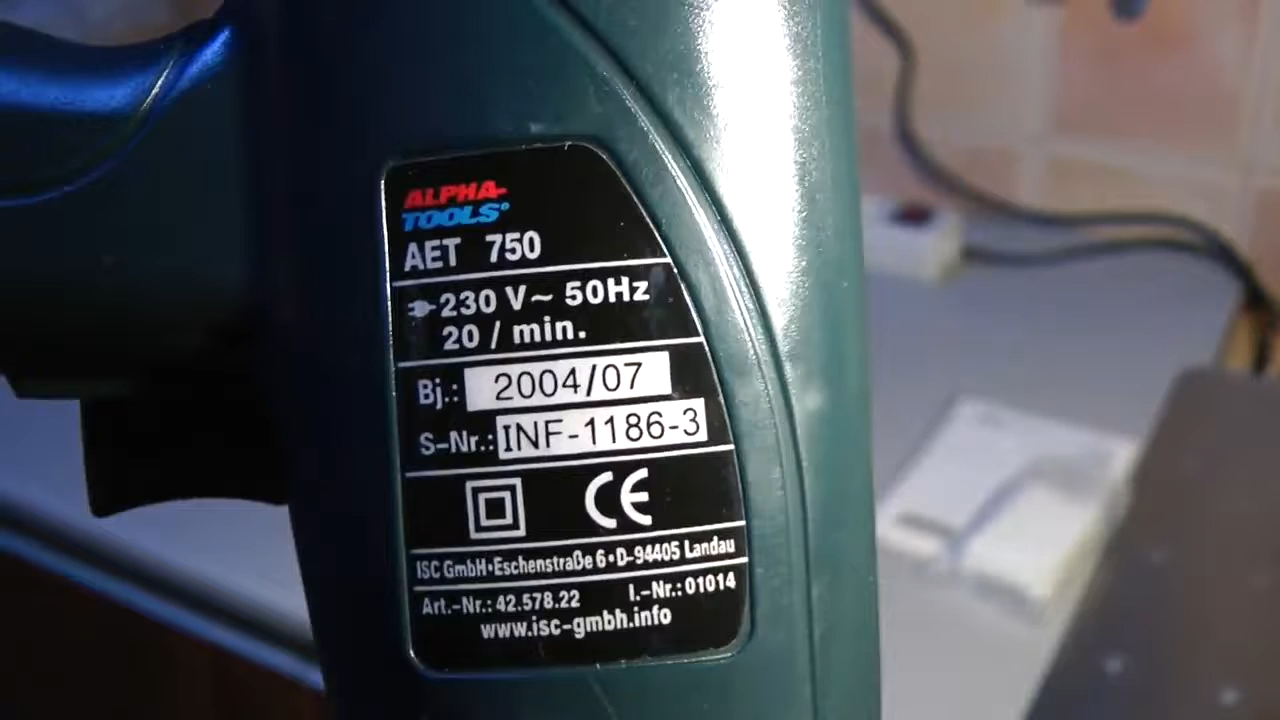 ALPHA-
TOOLS®
AET 750
230 V~ 50Hz
20 / min.
Bj.: 2004/07
S-Nr.: INF-1186-3
CE
ISC GmbH•Eschenstraße 6•D-94405 Landau
Art.-Nr.: 42.578.22 I.-Nr.: 01014
www.isc-gmbh.info